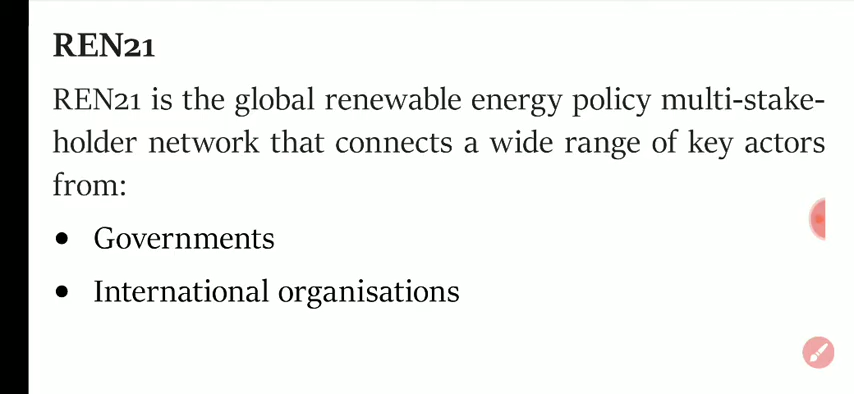 REN21
REN21 is the global renewable energy policy multi-stake-
holder network that connects a wide range of key actors
from:
• Governments
• International organisations